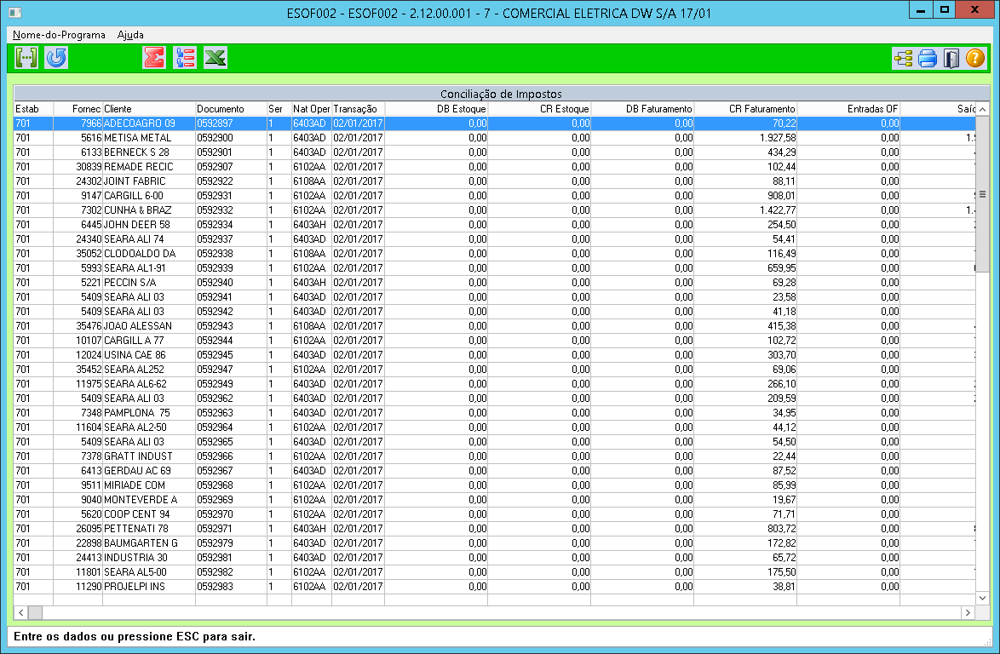 ESOF002 - ESOF002 - 2.12.00.001 - 7 - COMERCIAL ELETRICA DW S/A 17/01
Nome-do-Programa Ajuda
Conciliação de Impostos
Estab Fornec Cliente Documento Ser Nat Oper Transação DB Estoque CR Estoque DB Faturamento CR Faturamento Entradas OF
701 7966 ADECOAGRO 09 0592897 1 6403AD 02/01/2017 0,00 0,00 0,00 70,22 0,00
701 5616 METISA METAL 0592900 1 6403AD 02/01/2017 0,00 0,00 0,00 1.927,58 0,00
701 6133 BERNECK S 28 0592901 1 6403AD 02/01/2017 0,00 0,00 0,00 434,29 0,00
701 30839 REMADE RECIC 0592907 1 6102AA 02/01/2017 0,00 0,00 0,00 102,44 0,00
701 24302 JOINT FABRIC 0592922 1 6108AA 02/01/2017 0,00 0,00 0,00 88,11 0,00
701 9147 CARGILL 6-00 0592931 1 6102AA 02/01/2017 0,00 0,00 0,00 908,01 0,00
701 7302 CUNHA & BRAZ 0592932 1 6102AA 02/01/2017 0,00 0,00 0,00 1.422,77 0,00
701 6445 JOHN DEER 58 0592934 1 6403AH 02/01/2017 0,00 0,00 0,00 254,50 0,00
701 24340 SEARA ALI 74 0592937 1 6403AD 02/01/2017 0,00 0,00 0,00 54,41 0,00
701 35052 CLODOALDO DA 0592938 1 6108AA 02/01/2017 0,00 0,00 0,00 116,49 0,00
701 5993 SEARA AL1-91 0592939 1 6102AA 02/01/2017 0,00 0,00 0,00 659,95 0,00
701 5221 PECCIN S/A 0592940 1 6403AH 02/01/2017 0,00 0,00 0,00 69,28 0,00
701 5409 SEARA ALI 03 0592941 1 6403AD 02/01/2017 0,00 0,00 0,00 23,58 0,00
701 5409 SEARA ALI 03 0592942 1 6403AD 02/01/2017 0,00 0,00 0,00 41,18 0,00
701 35476 JOAO ALESSAN 0592943 1 6108AA 02/01/2017 0,00 0,00 0,00 415,38 0,00
701 10107 CARGILL A 77 0592944 1 6102AA 02/01/2017 0,00 0,00 0,00 102,72 0,00
701 12024 USINA CAE 86 0592945 1 6403AD 02/01/2017 0,00 0,00 0,00 303,70 0,00
701 35452 SEARA AL252 0592947 1 6102AA 02/01/2017 0,00 0,00 0,00 69,06 0,00
701 11975 SEARA AL6-62 0592949 1 6403AD 02/01/2017 0,00 0,00 0,00 266,10 0,00
701 5409 SEARA ALI 03 0592962 1 6403AD 02/01/2017 0,00 0,00 0,00 209,59 0,00
701 7348 PAMPLONA 75 0592963 1 6403AD 02/01/2017 0,00 0,00 0,00 34,95 0,00
701 11604 SEARA AL2-50 0592964 1 6102AA 02/01/2017 0,00 0,00 0,00 44,12 0,00
701 5409 SEARA ALI 03 0592965 1 6403AD 02/01/2017 0,00 0,00 0,00 54,50 0,00
701 7378 GRATT INDUST 0592966 1 6102AA 02/01/2017 0,00 0,00 0,00 22,44 0,00
701 6413 GERDAU AC 69 0592967 1 6403AD 02/01/2017 0,00 0,00 0,00 87,52 0,00
701 9511 MIRIADE COM 0592968 1 6102AA 02/01/2017 0,00 0,00 0,00 85,99 0,00
701 9040 MONTEVERDE A 0592969 1 6102AA 02/01/2017 0,00 0,00 0,00 19,67 0,00
701 5620 COOP CENT 94 0592970 1 6102AA 02/01/2017 0,00 0,00 0,00 71,71 0,00
701 26095 PETTENATI 78 0592971 1 6403AH 02/01/2017 0,00 0,00 0,00 803,72 0,00
701 22898 BAUMGARTEN G 0592979 1 6403AD 02/01/2017 0,00 0,00 0,00 172,82 0,00
701 24413 INDUSTRIA 30 0592981 1 6403AD 02/01/2017 0,00 0,00 0,00 65,72 0,00
701 11801 SEARA AL5-00 0592982 1 6102AA 02/01/2017 0,00 0,00 0,00 175,50 0,00
701 11290 PROJELPI INS 0592983 1 6102AA 02/01/2017 0,00 0,00 0,00 38,81 0,00
Entre os dados ou pressione ESC para sair.